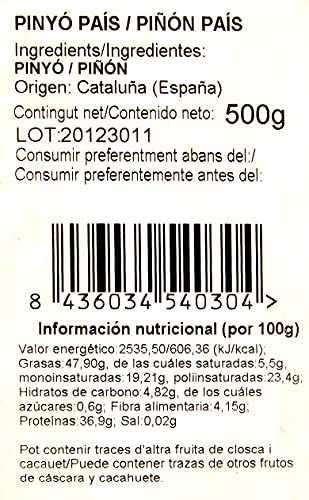 PINYÓ PAÍS / PIÑÓN PAÍS
Ingredients/Ingredientes:
PINYÓ / PIÑÓN
Origen: Cataluña (España)
Contingut net/Contenido neto: 500g
LOT:20123011
Consumir preferentment abans del:/
Consumir preferentemente antes del:
8 436034 540304 >
Información nutricional (por 100g)
Valor energético:2535,50/606,36 (kJ/kcal);
Grasas:47,90g, de las cuáles saturadas:5,5g,
monoinsaturadas:19,21g, poliinsaturadas:23,4g,
Hidratos de carbono:4,82g, de los cuáles
azúcares:0,6g; Fibra alimentaria:4,15g;
Proteínas:36,9g; Sal:0,02g
Pot contenir traces d'altra fruita de closca i
cacauet/Puede contener trazas de otros frutos
de cáscara y cacahuete.